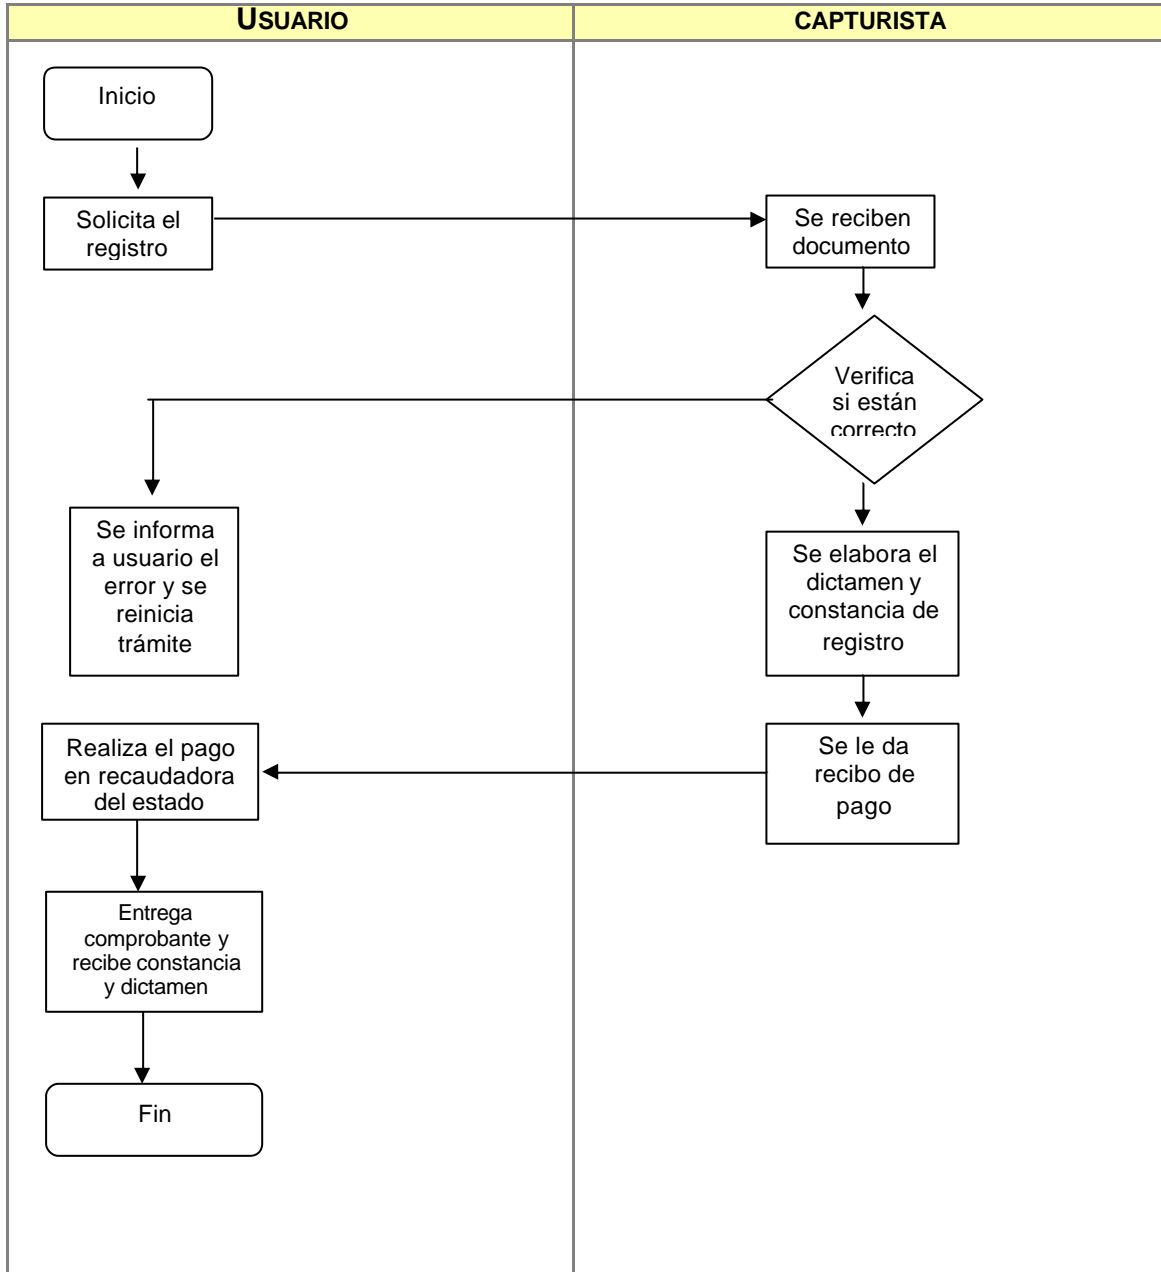 USUARIO
CAPTURISTA
Inicio
Solicita el
registro
Se reciben
documento
Verifica
si están
correcto
Se informa
a usuario el
error y se
reinicia
trámite
Se elabora el
dictamen y
constancia de
registro
Realiza el pago
en recaudadora
del estado
Se le da
recibo de
pago
Entrega
comprobante y
recibe constancia
y dictamen
Fin